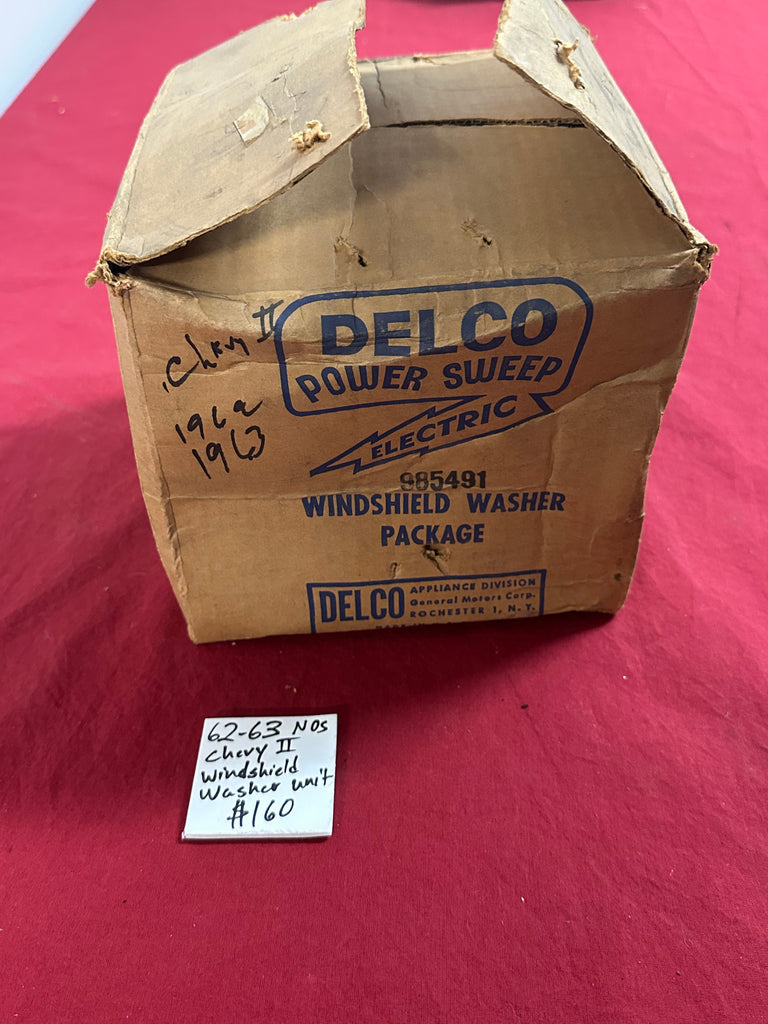 Chevy II
1962
1963
DELCO
POWER SWEEP
ELECTRIC
985491
WINDSHIELD WASHER
PACKAGE
DELCO
APPLIANCE DIVISION
General Motors Corp.
ROCHESTER 1, N. Y.
62-63 NOS
Chevy II
Windshield
Washer unit
#160